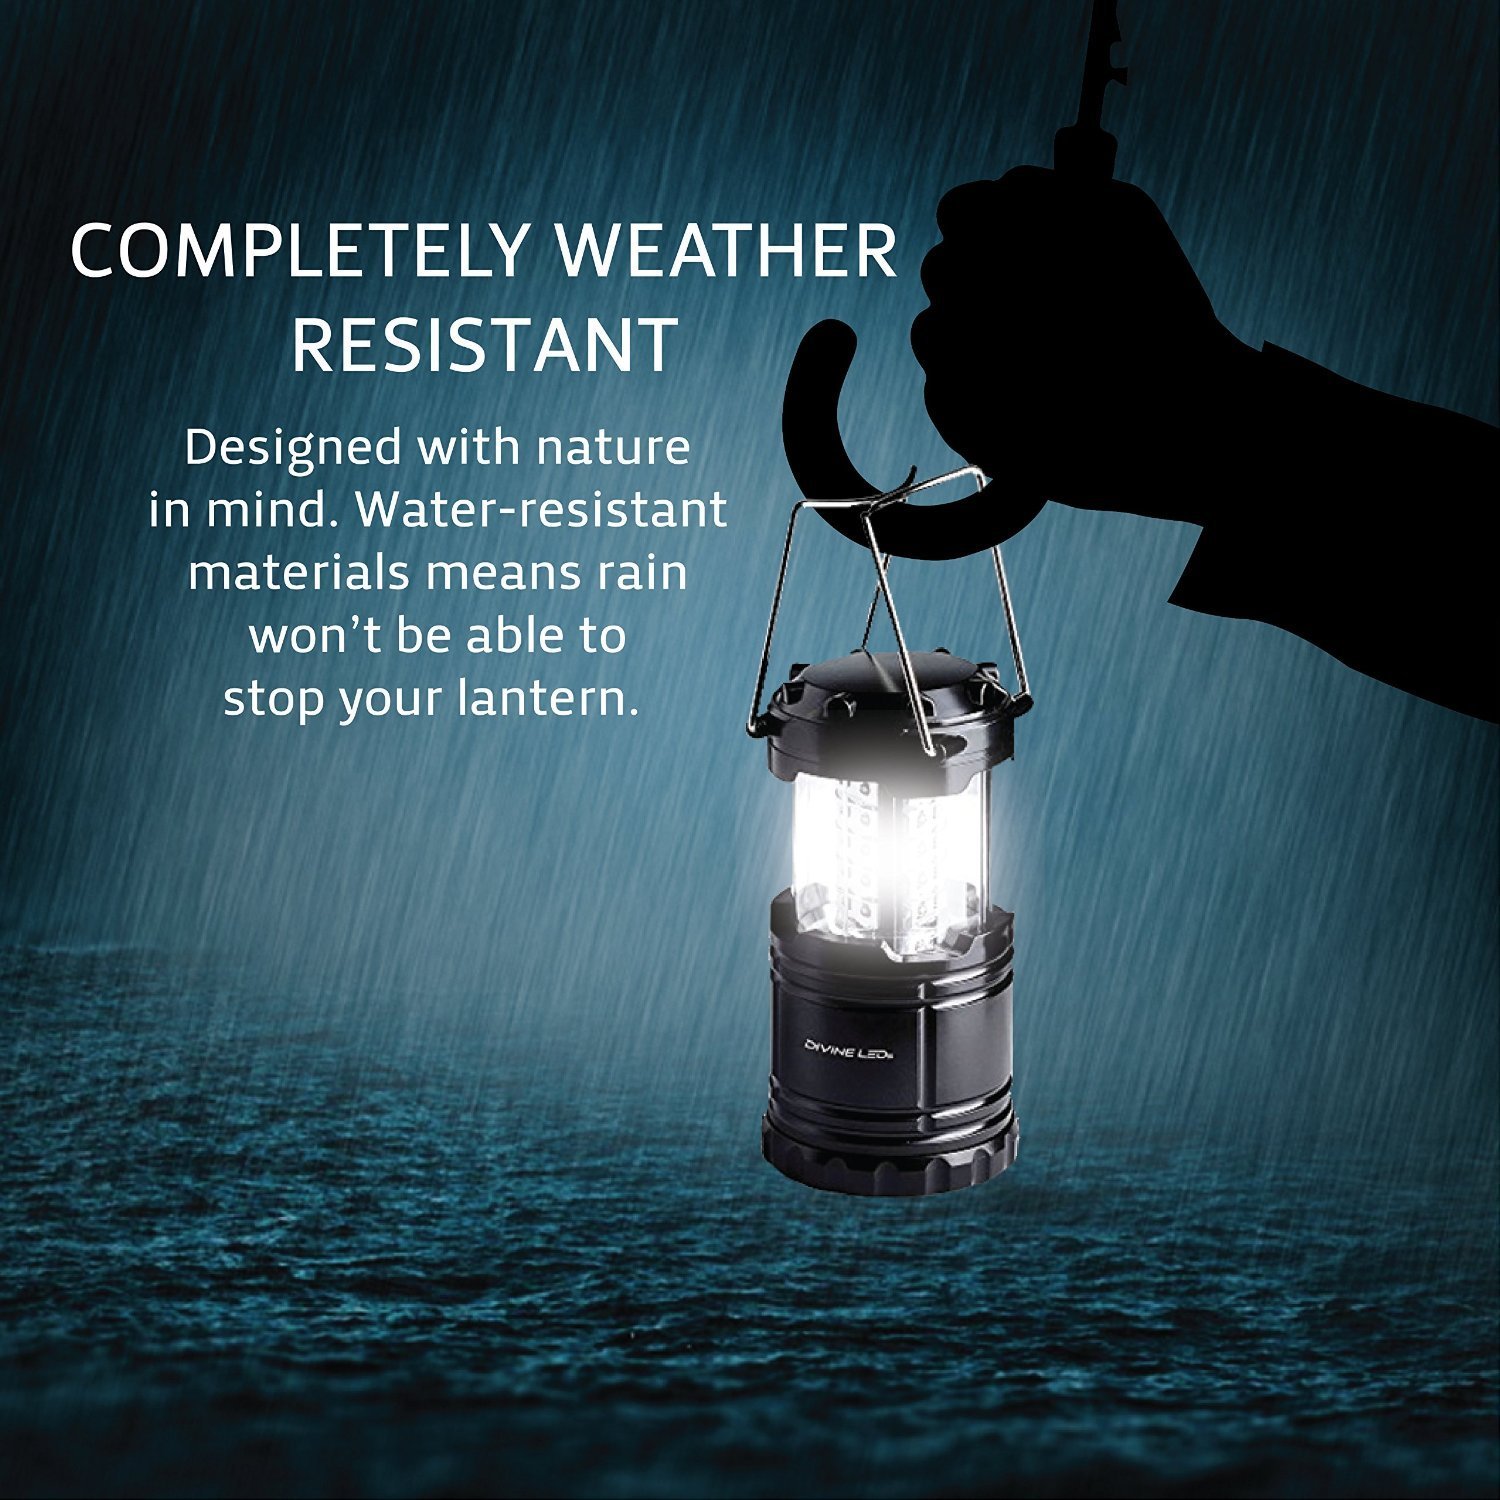 COMPLETELY WEATHER
RESISTANT
Designed with nature
in mind. Water-resistant
materials means rain
won’t be able to
stop your lantern.
DIVINE LEDs